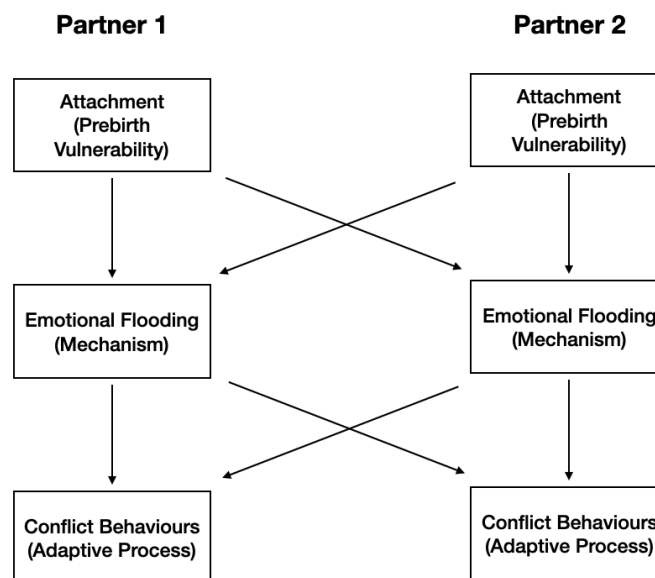 Partner 1
Partner 2
Attachment
(Prebirth
Vulnerability)
Attachment
(Prebirth
Vulnerability)
Emotional Flooding
(Mechanism)
Emotional Flooding
(Mechanism)
Conflict Behaviours
(Adaptive Process)
Conflict Behaviours
(Adaptive Process)